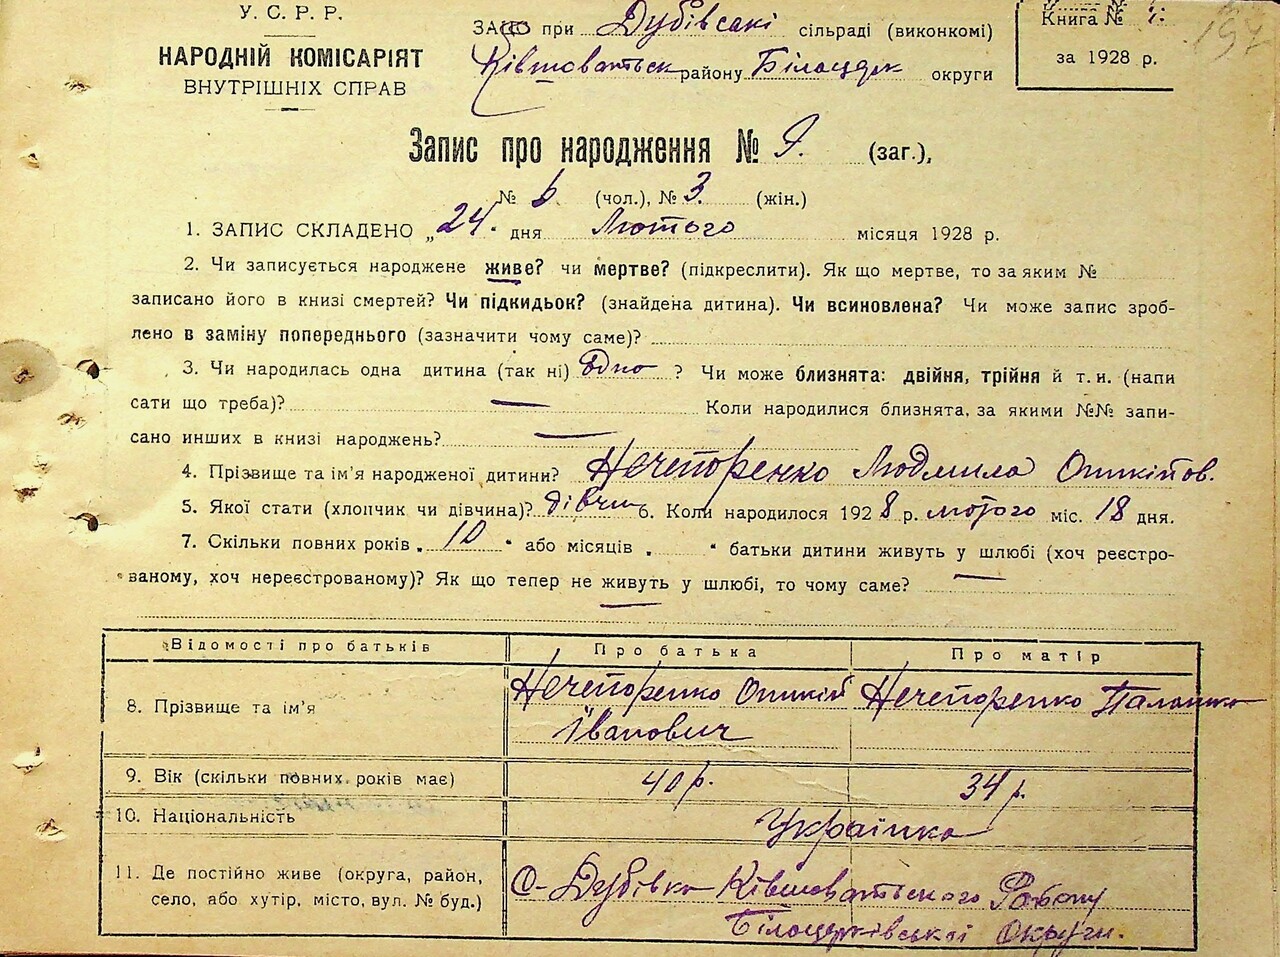 У. С. Р. Р.
НАРОДНІЙ КОМІСАРІЯТ
ВНУТРІШНІХ СПРАВ
ЗАГС при Дубівські сільраді (виконкомі)
Ківшоватськ району Білоцерк округи
Книга №
за 1928 р.
197
Запис про народження № 9. (заг.),
№ 6 (чол.), № 3. (жін.)
1. ЗАПИС СКЛАДЕНО „24" дня Лютого місяця 1928 р.
2. Чи записується народжене живе? чи мертве? (підкреслити). Як що мертве, то за яким №
записано його в книзі смертей? Чи підкидьок? (знайдена дитина). Чи всиновлена? Чи може запис зроб-
лено в заміну попереднього (зазначити чому саме)?
3. Чи народилась одна дитина (так ні) Одно ? Чи може близнята: двійня, трійня й т. и. (напи
сати що треба)? — Коли народилися близнята, за якими №№ запи-
сано инших в книзі народжень? —
4. Прізвище та ім'я народженої дитини? Нечепоренко Людмила Оникіїов.
5. Якої стати (хлопчик чи дівчина)? дівчи 6. Коли народилося 1928 р. лютого міс. 18 дня.
7. Скільки повних років „10" або місяців „ " батьки дитини живуть у шлюбі (хоч реєстро-
ваному, хоч нереєстрованому)? Як що тепер не живуть у шлюбі, то чому саме? —
Відомості про батьків Про батька Про матір
8. Прізвище та ім'я Нечепоренко Оникій Іванович Нечепоренко Палажка
9. Вік (скільки повних років має) 40 р. 34 р.
10. Національність Українка
11. Де постійно живе (округа, район, село, або хутір, місто, вул. № буд.) С. Дубівка Ківшоватського Району
Білоцерківської Округи.